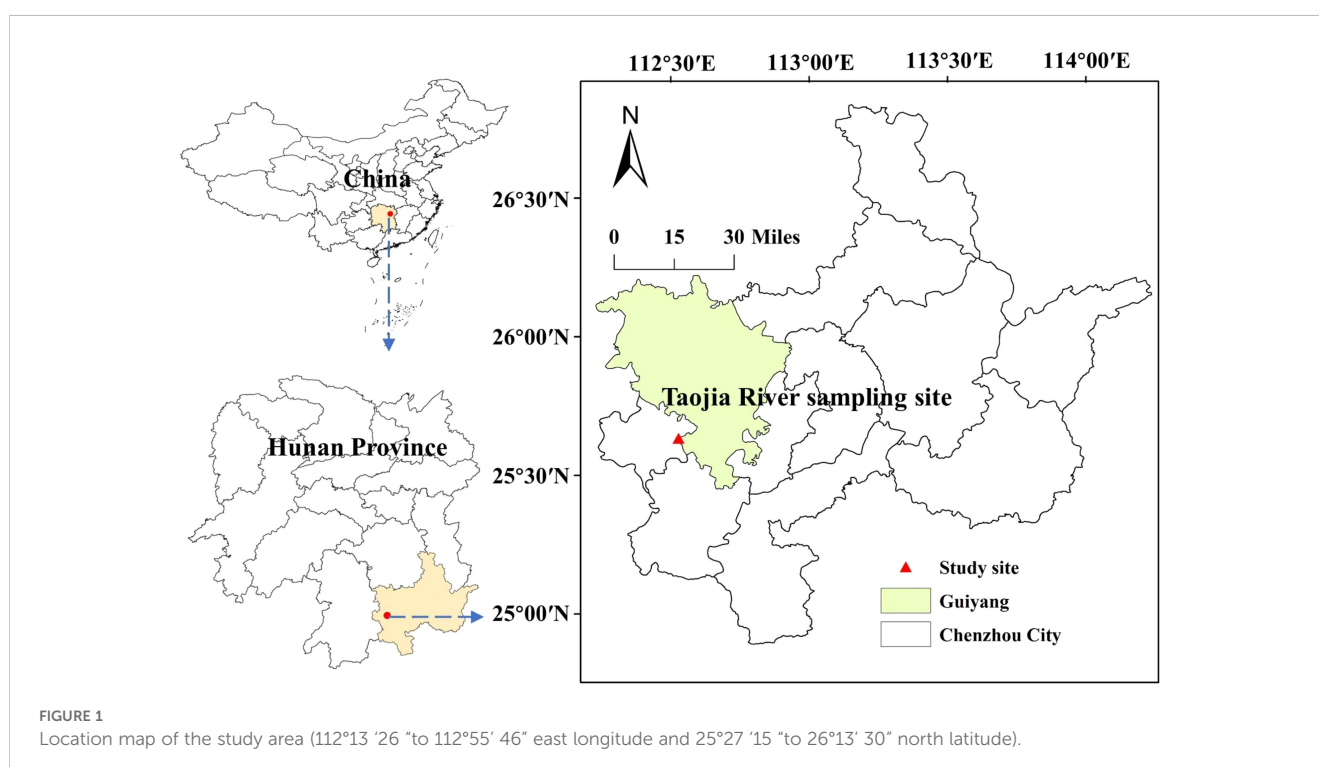 112°30′E 113°00′E 113°30′E 114°00′E
China
N
26°30′N
0 15 30 Miles
26°00′N
Taojia River sampling site
Hunan Province
25°30′N
Study site
Guiyang
25°00′N
Chenzhou City
FIGURE 1
Location map of the study area (112°13 ‘26 “to 112°55’ 46” east longitude and 25°27 ‘15 “to 26°13’ 30” north latitude).